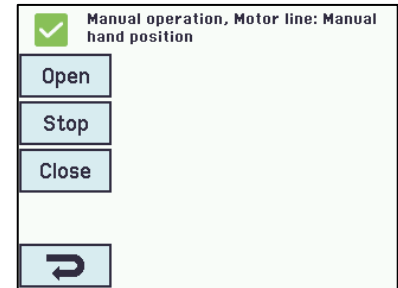 Manual operation, Motor line: Manual
hand position
Open
Stop
Close